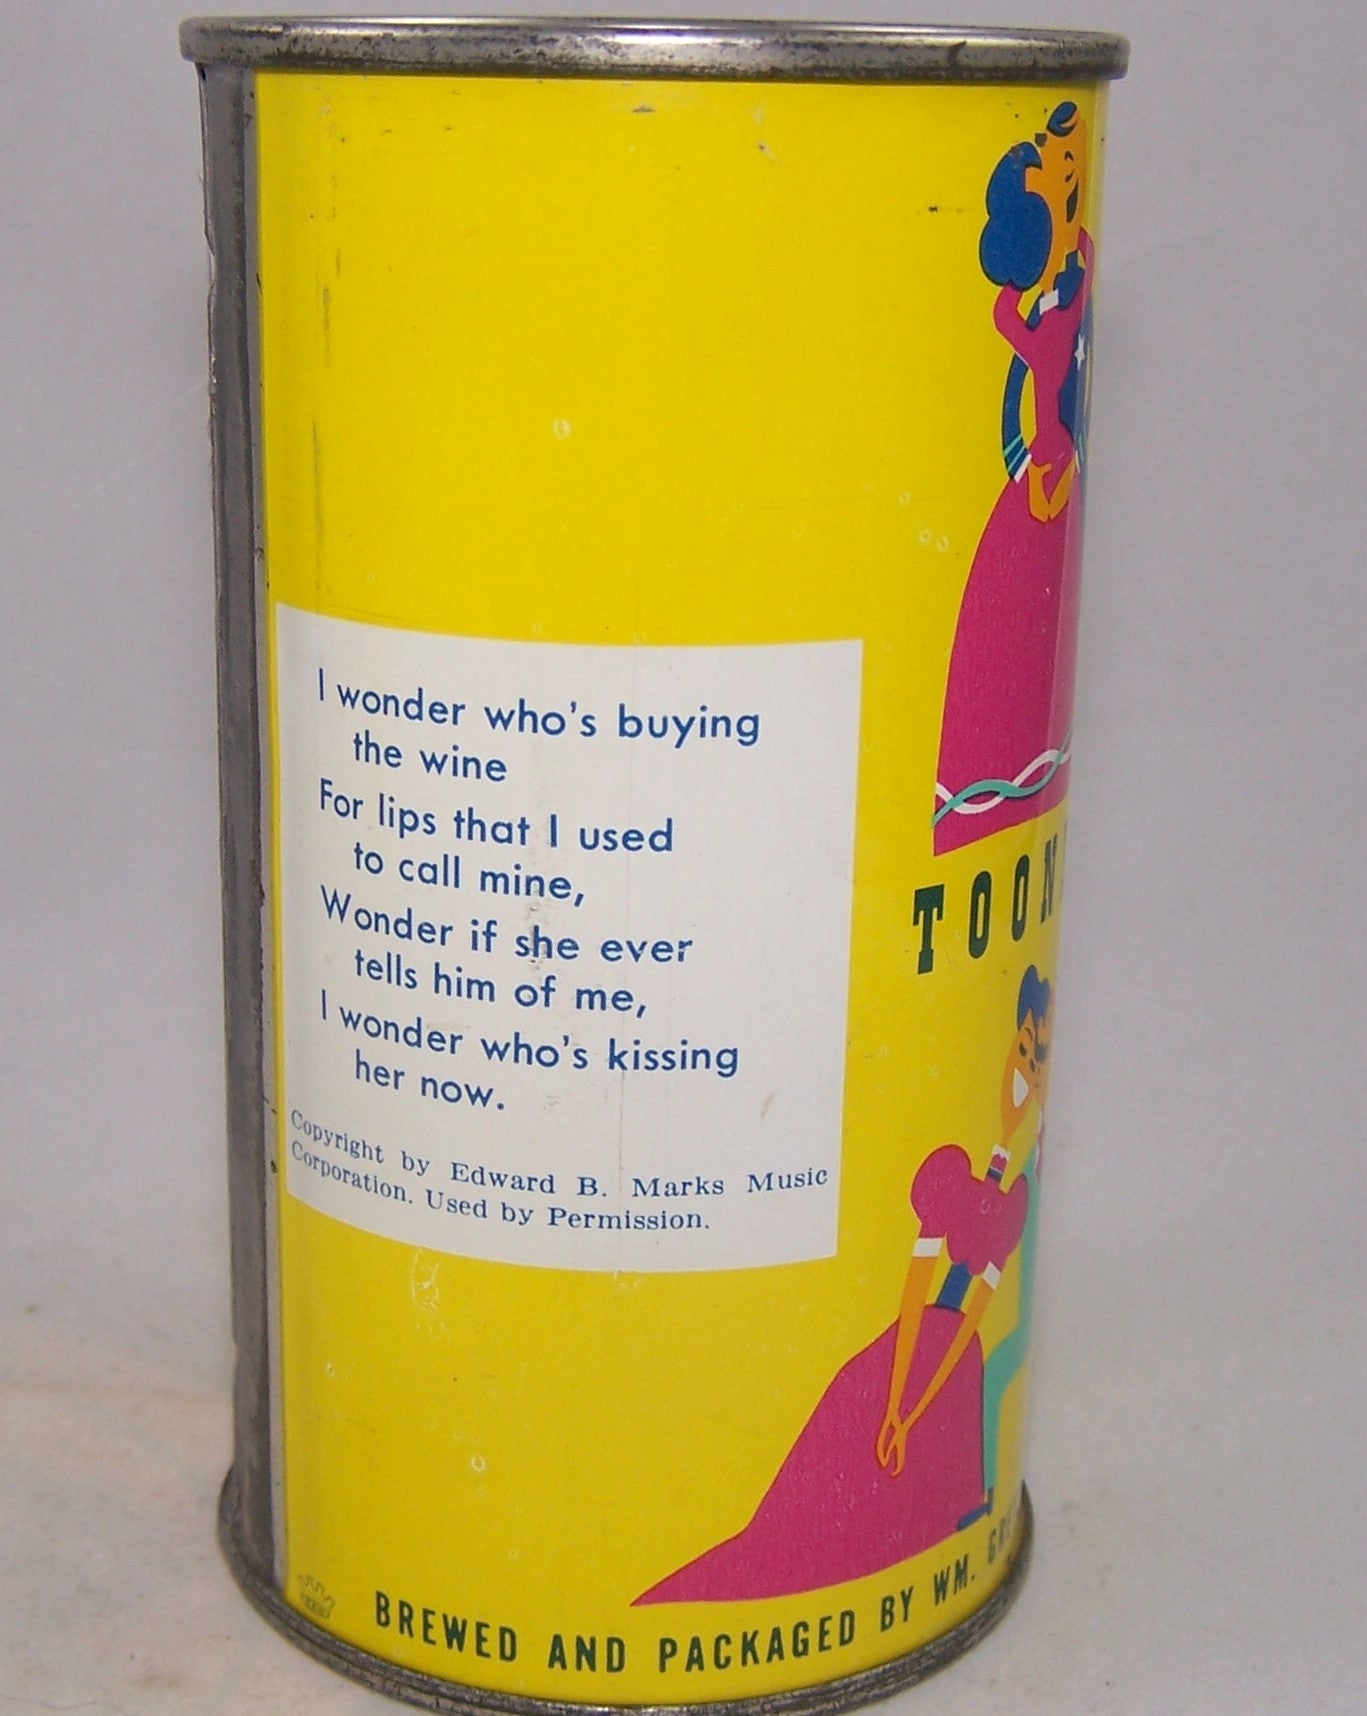 I wonder who's buying
the wine
For lips that I used
to call mine,
Wonder if she ever
tells him of me,
I wonder who's kissing
her now.
Copyright by Edward B. Marks Music
Corporation. Used by Permission.
BREWED AND PACKAGED BY WM.